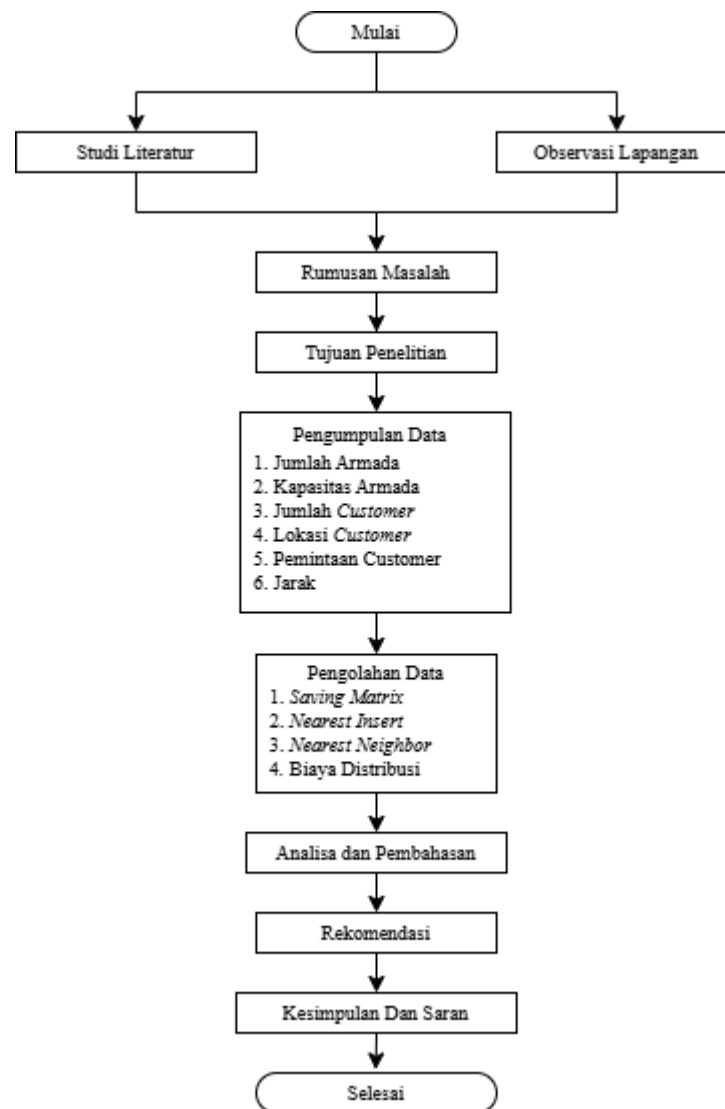 Mulai
Studi Literatur
Observasi Lapangan
Rumusan Masalah
Tujuan Penelitian
Pengumpulan Data
1. Jumlah Armada
2. Kapasitas Armada
3. Jumlah Customer
4. Lokasi Customer
5. Pemintaan Customer
6. Jarak
Pengolahan Data
1. Saving Matrix
2. Nearest Insert
3. Nearest Neighbor
4. Biaya Distribusi
Analisa dan Pembahasan
Rekomendasi
Kesimpulan Dan Saran
Selesai